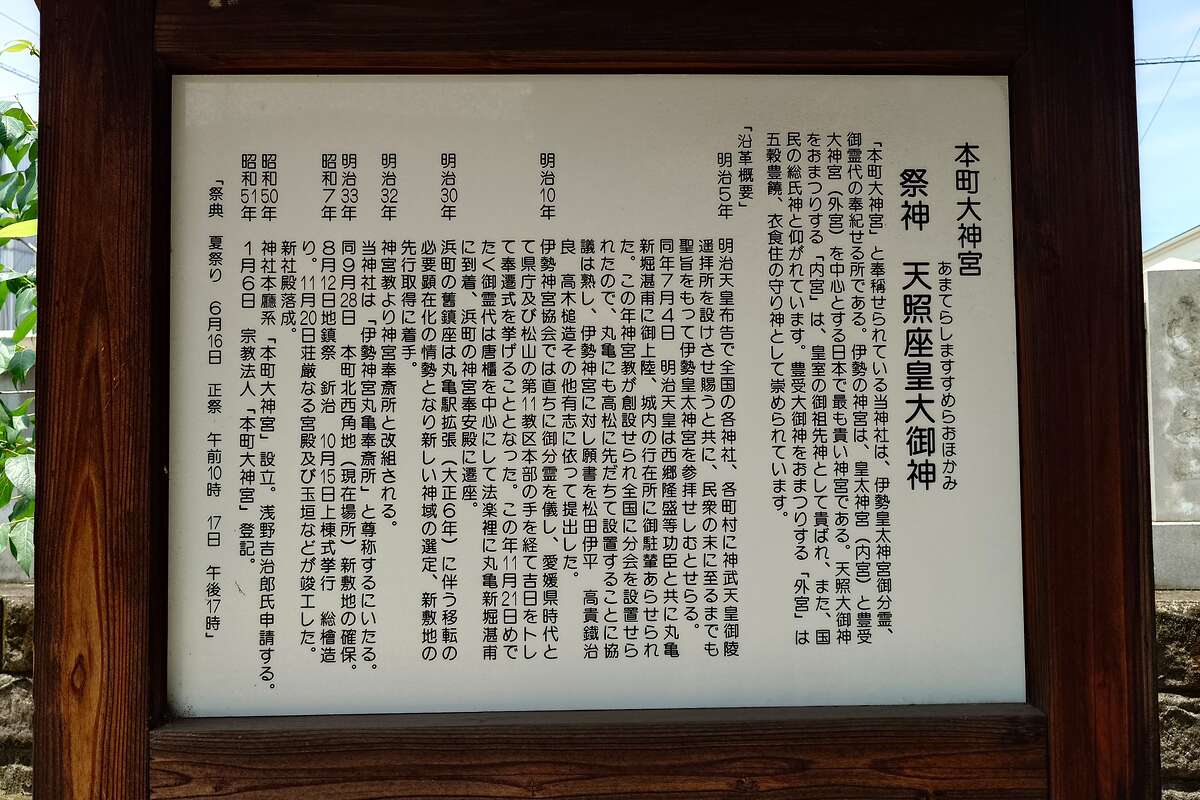 本町大神宮
あまてらしますすめらおほかみ
祭神　天照座皇大御神
「本町大神宮」と奉稱せられている当神社は、伊勢皇太神宮御分霊、
御霊代の奉紀せる所である。伊勢の神宮は、皇太神宮（内宮）と豊受
大神宮（外宮）を中心とする日本で最も貴い神宮である。天照大御神
をおまつりする「内宮」は、皇室の御祖先神として貴ばれ、また、国
民の総氏神と仰がれています。豊受大御神をおまつりする「外宮」は
五穀豊饒、衣食住の守り神として崇められています。
「沿革概要」
明治5年　明治天皇布告で全国の各神社、各町村に神武天皇御陵
遥拝所を設けさせ賜うと共に、民衆の末に至るまでも
聖旨をもつて伊勢皇太神宮を参拝せしむとせらる。
同年7月4日　明治天皇は西郷隆盛等功臣と共に丸亀
新堀湛甫に御上陸、城内の行在所に御駐輦あらせられ
た。この年神宮教が創設せられ全国に分会を設置せら
れたので、丸亀にも高松に先だちて設置することに協
議は熟し、伊勢神宮に対し願書を松田伊平　高貴鐵治
良　高木槌造その他有志に依って提出した。
明治10年　伊勢神宮協会では直ちに御分霊を儀し、愛媛県時代と
て県庁及び松山の第11教区本部の手を経て吉日をトし
て奉遷式を挙げることとなった。この年11月21日めで
たく御霊代は唐櫃を中心にして法楽裡に丸亀新堀湛甫
に到着、浜町の神宮奉安殿に遷座。
明治30年　浜町の舊鎮座は丸亀駅拡張（大正6年）に伴う移転の
必要顕在化の情勢となり新しい神域の選定、新敷地の
先行取得に着手。
明治32年　神宮教より神宮奉斎所と改組される。
当神社は「伊勢神宮丸亀奉斎所」と尊称するにいたる。
明治33年　同9月28日　本町北西角地（現在場所）新敷地の確保。
昭和7年　8月12日地鎮祭　釿治　10月15日上棟式挙行　総檜造
り。11月20日荘厳なる宮殿及び玉垣などが竣工した。
新社殿落成。
昭和50年　神社本廳系「本町大神宮」設立。浅野吉治郎氏申請する。
昭和51年　1月6日　宗教法人「本町大神宮」登記。
「祭典　夏祭り　6月16日　正祭　午前10時　17日　午後17時」